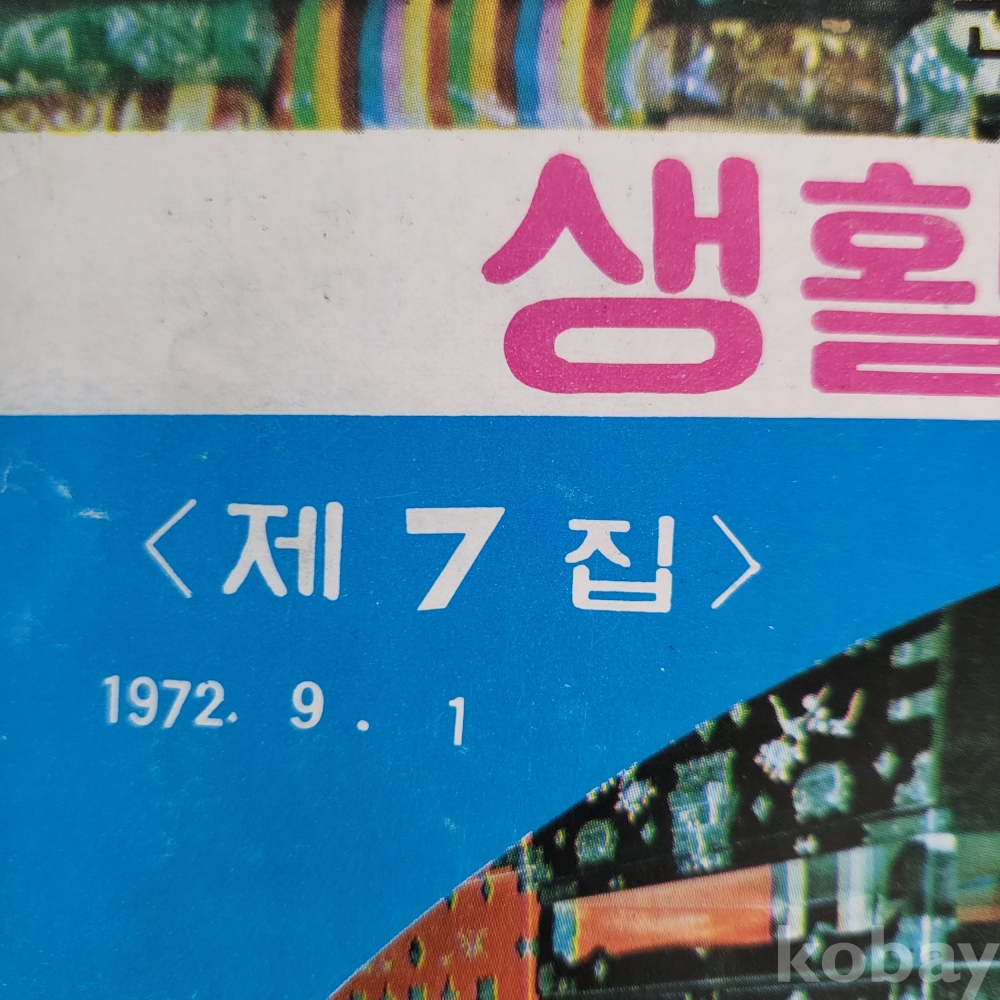 생활
<제 7 집>
1972. 9. 1
kobay